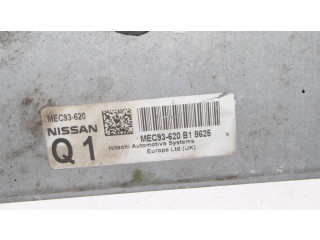 MEC93-620
NISSAN
Q1
MEC93-620 B1 8625
Hitachi Automotive Systems
Europe Ltd (UK)